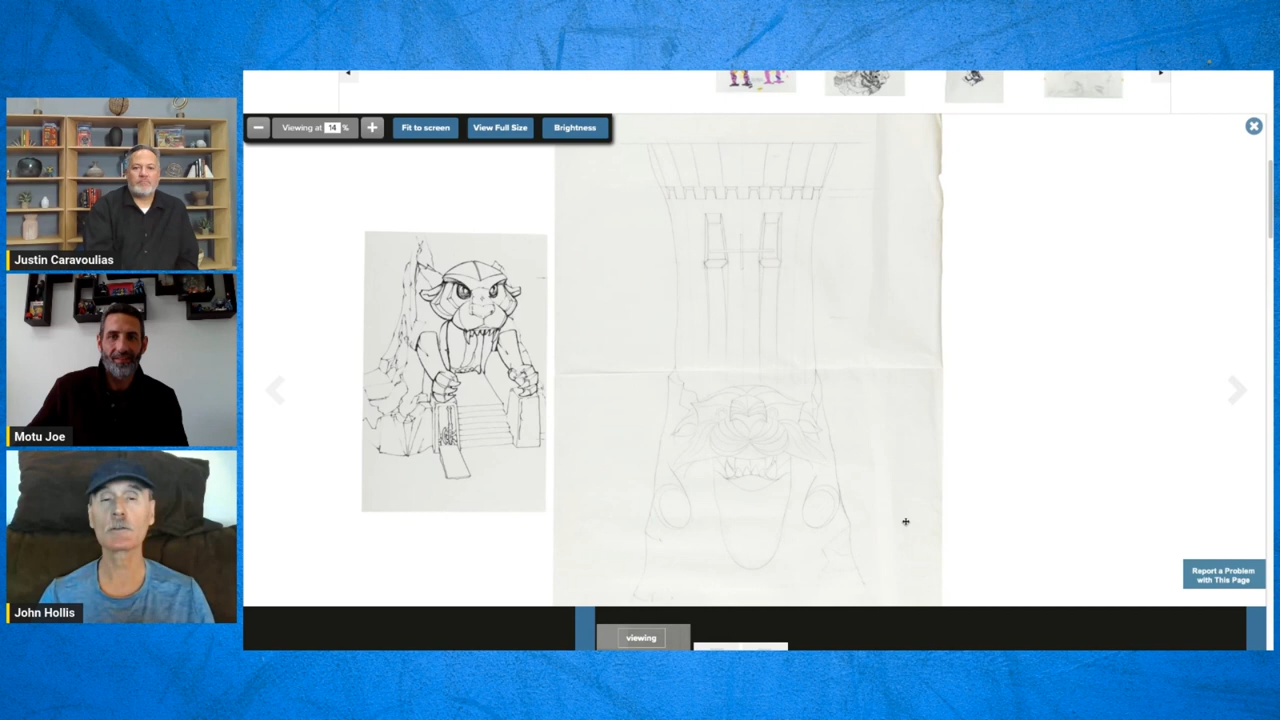 Viewing at 14 %
Fit to screen
View Full Size
Brightness
Justin Caravoulias
Motu Joe
John Hollis
Report a Problem
with This Page
viewing